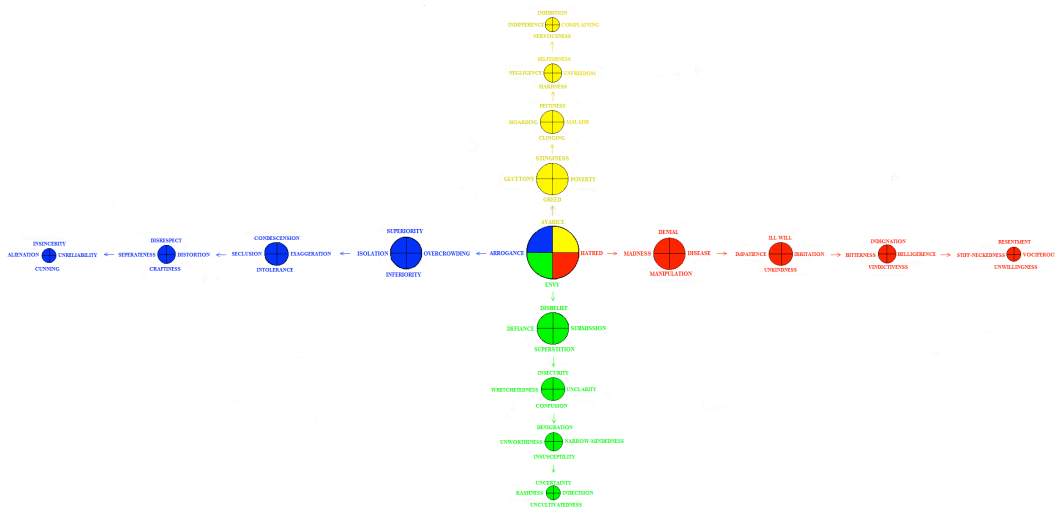 INHIBITION
INDIFFERENCE COMPLAINING
NERVOUSNESS
SELFISHNESS
NEGLIGENCE UNFREEDOM
HARDNESS
PETTINESS
HOARDING
CLINGING
STINGINESS
GLUTTONY POVERTY
GREED
AVARICE
ARROGANCE HATRED
ENVY
SUPERIORITY
ISOLATION OVERCROWDING
INFERIORITY
CONDESCENSION
SECLUSION EXAGGERATION
INTOLERANCE
DISRESPECT
SEPERATENESS DISTORTION
CRAFTINESS
INSINCERITY
ALIENATION UNRELIABILITY
CUNNING
DENIAL
MADNESS DISEASE
MANIPULATION
ILL WILL
IMPATIENCE IRRITATION
UNKINDNESS
INDIGNATION
BITTERNESS BILLIGERENCE
VINDICTIVENSS
RESENTMENT
STIFF-NECKEDNESS VOCIFEROU
UNWILLINGNESS
DISBELIEF
DEFIANCE SUBMISSION
SUPERSTITION
INSECURITY
WRETCHETEDNESS UNCLARITY
CONFUSION
DENIGRATION
UNWORTHINESS NARROW-MINDEDNESS
INSUSCEPTIBILITY
UNCERTAINTY
RASHNESS INDECISION
UNCULTIVATEDNESS